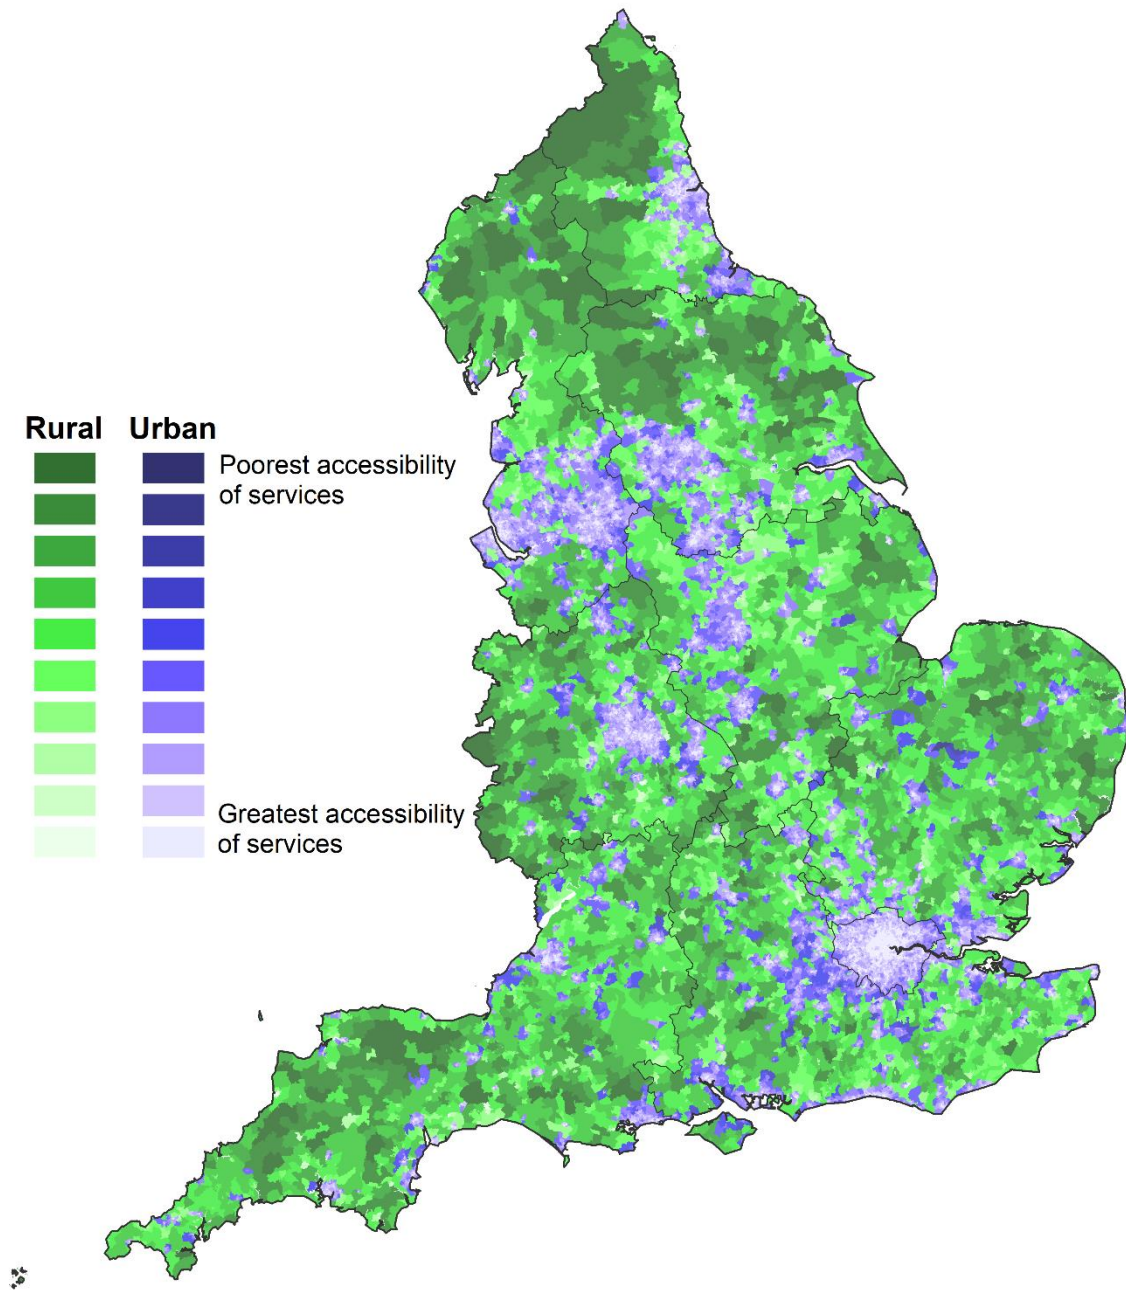 Rural Urban
Poorest accessibility
of services
Greatest accessibility
of services